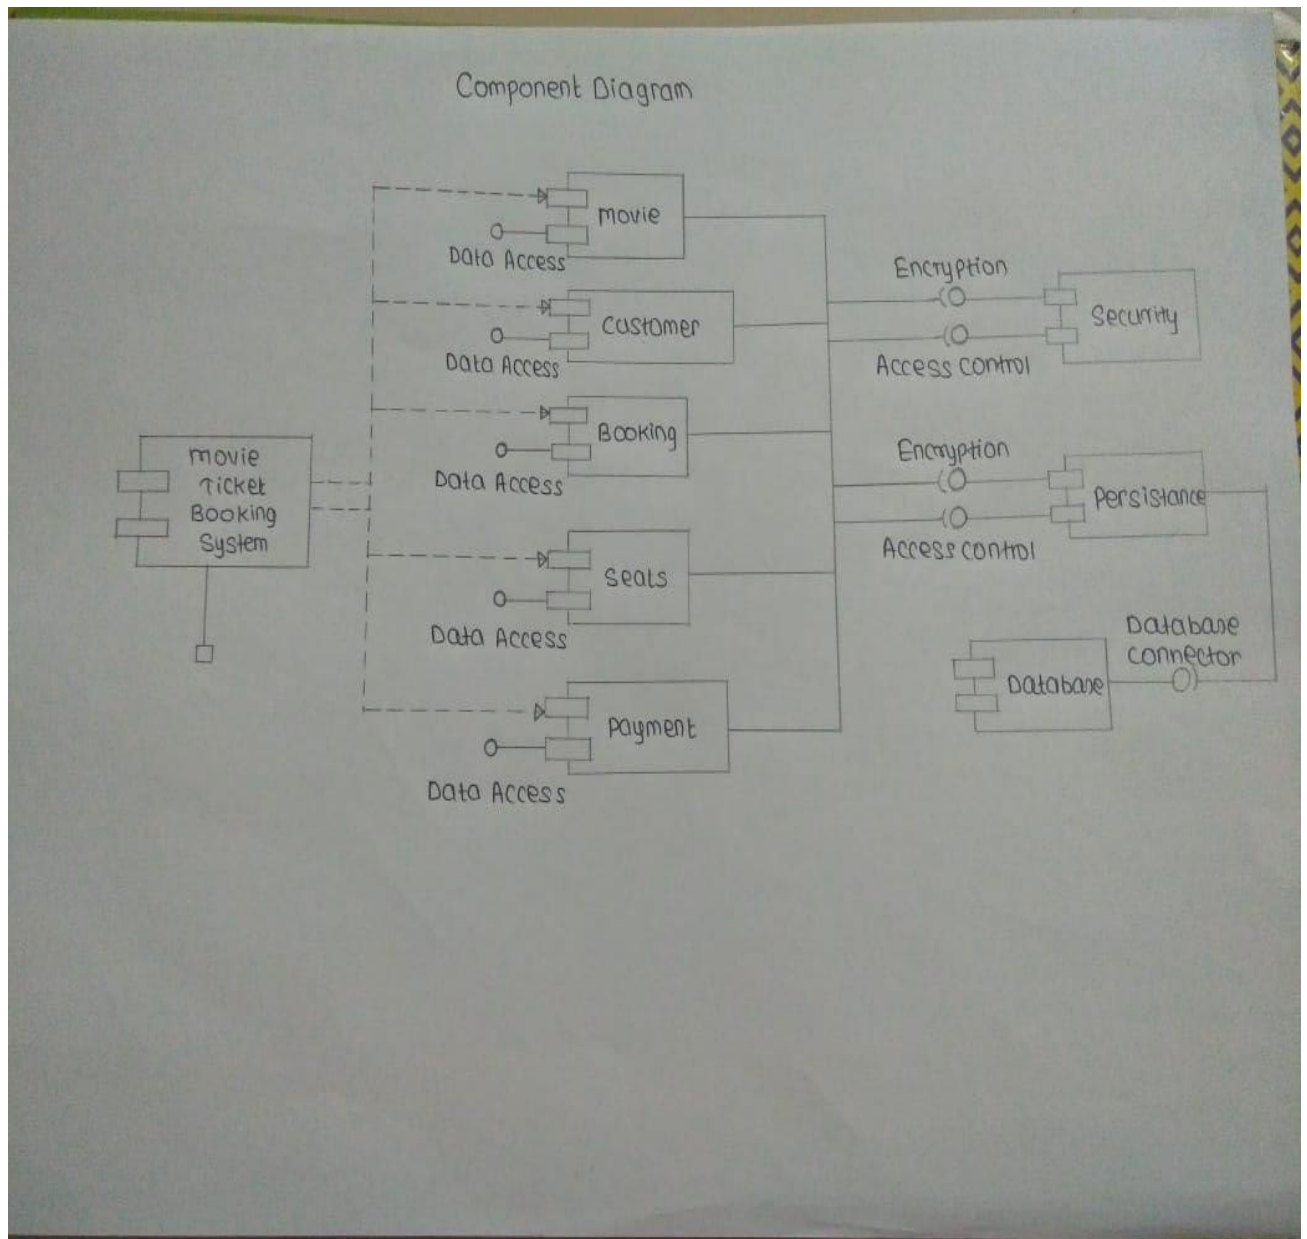 Component Diagram
Movie
Data Access
Customer
Data Access
Booking
Data Access
Seats
Data Access
Payment
Data Access
Movie
Ticket
Booking
System
Encryption
Security
Access Control
Encryption
Persistance
Access Control
Database
Connector
Database